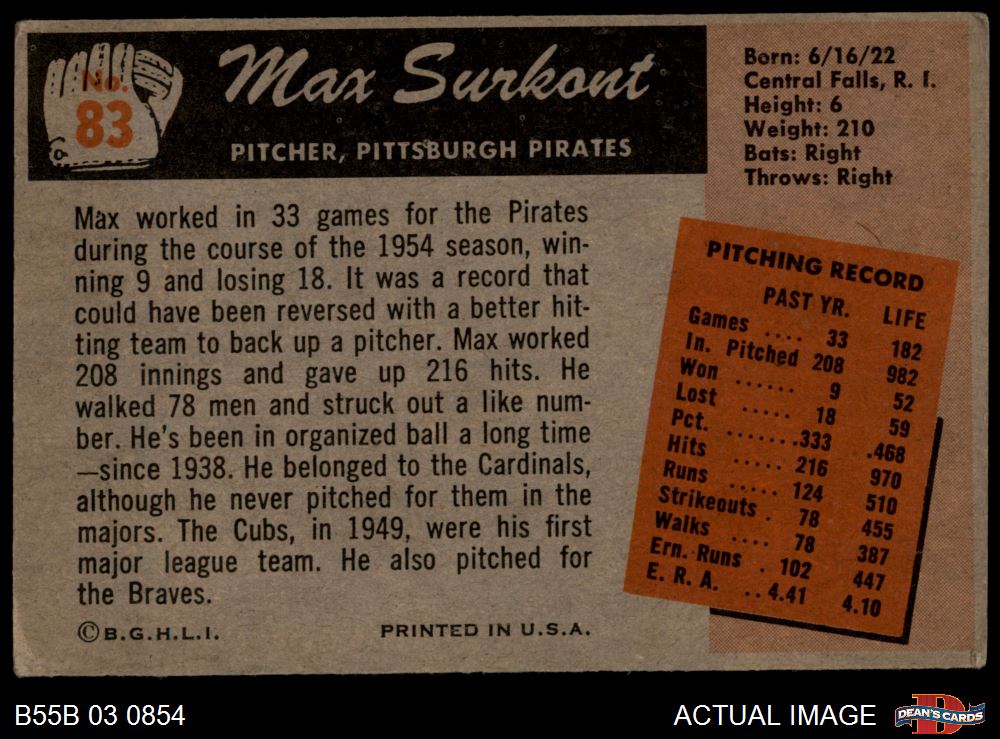 No.
83
Max Surkont
PITCHER, PITTSBURGH PIRATES
Born: 6/16/22
Central Falls, R. I.
Height: 6
Weight: 210
Bats: Right
Throws: Right
Max worked in 33 games for the Pirates
during the course of the 1954 season, win-
ning 9 and losing 18. It was a record that
could have been reversed with a better hit-
ting team to back up a pitcher. Max worked
208 innings and gave up 216 hits. He
walked 78 men and struck out a like num-
ber. He's been in organized ball a long time
—since 1938. He belonged to the Cardinals,
although he never pitched for them in the
majors. The Cubs, in 1949, were his first
major league team. He also pitched for
the Braves.
© B.G.H.L.I. PRINTED IN U.S.A.
PITCHING RECORD
PAST YR. LIFE
Games .... 33 182
In. Pitched 208 982
Won ...... 9 52
Lost ..... 18 59
Pct. .......333 .468
Hits ..... 216 970
Runs ..... 124 510
Strikeouts . 78 455
Walks .... 78 387
Ern. Runs . 102 447
E. R. A. ..4.41 4.10
B55B 03 0854
ACTUAL IMAGE
D
DEAN'S CARDS